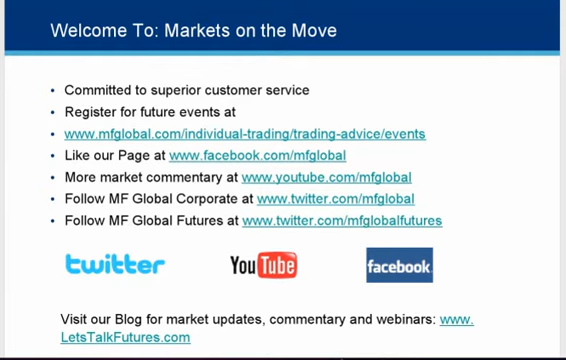 Welcome To: Markets on the Move
• Committed to superior customer service
• Register for future events at
• www.mfglobal.com/individual-trading/trading-advice/events
• Like our Page at www.facebook.com/mfglobal
• More market commentary at www.youtube.com/mfglobal
• Follow MF Global Corporate at www.twitter.com/mfglobal
• Follow MF Global Futures at www.twitter.com/mfglobalfutures
twitter YouTube facebook
Visit our Blog for market updates, commentary and webinars: www.
LetsTalkFutures.com